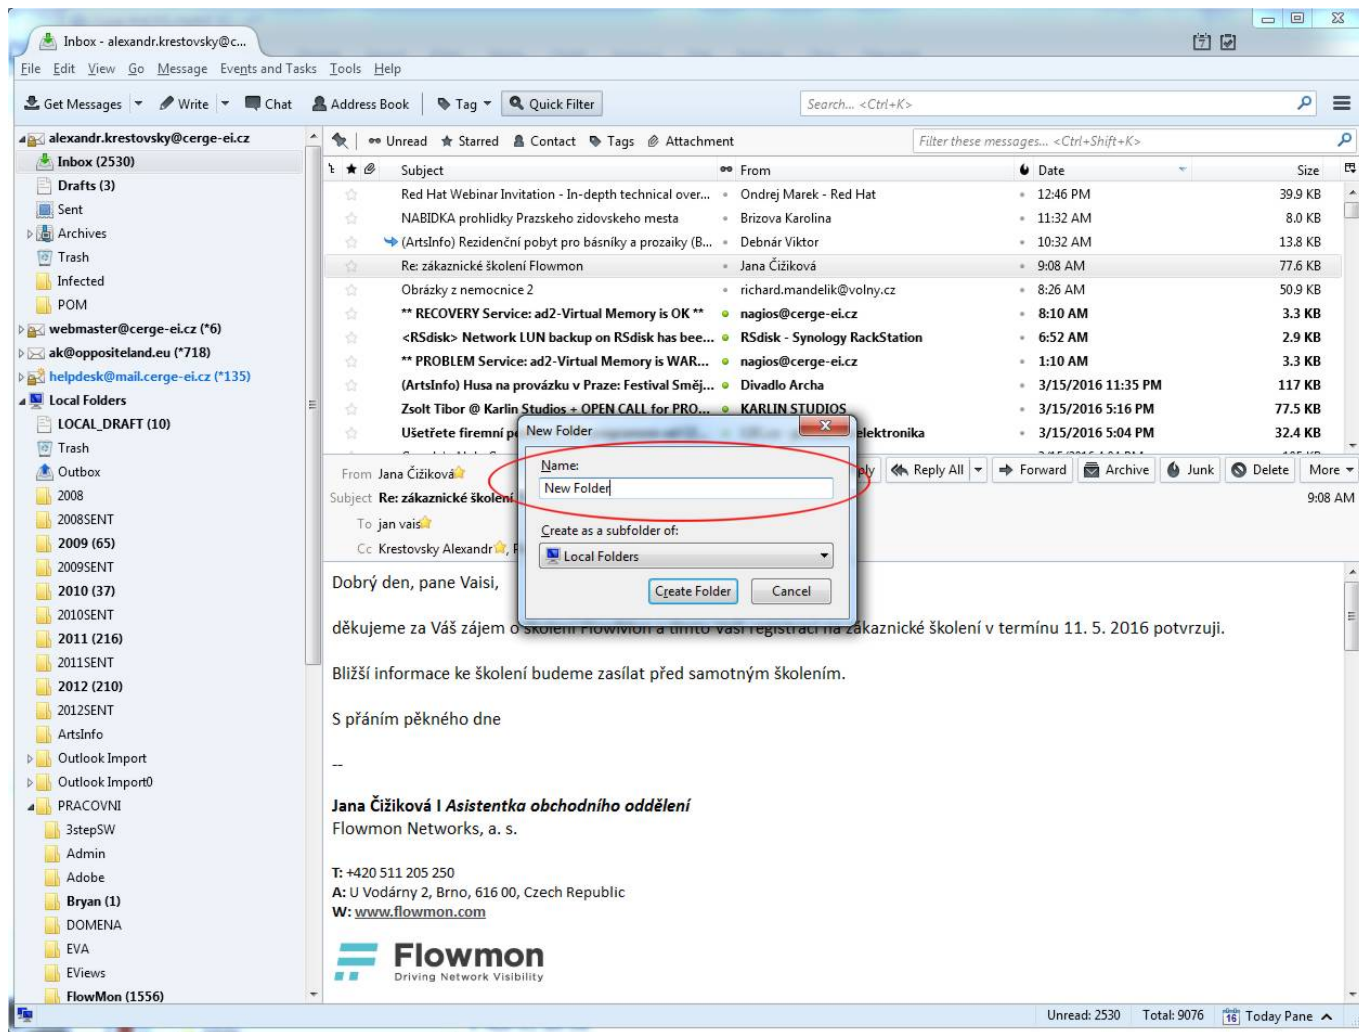 Inbox - alexandr.krestovsky@c...
File Edit View Go Message Events and Tasks Tools Help
Get Messages Write Chat Address Book Tag Quick Filter Search... <Ctrl+K>
alexandr.krestovsky@cerge-ei.cz
Inbox (2530)
Drafts (3)
Sent
Archives
Trash
Infected
POM
webmaster@cerge-ei.cz (*6)
ak@oppositeland.eu (*718)
helpdesk@mail.cerge-ei.cz (*135)
Local Folders
LOCAL_DRAFT (10)
Trash
Outbox
2008
2008SENT
2009 (65)
2009SENT
2010 (37)
2010SENT
2011 (216)
2011SENT
2012 (210)
2012SENT
ArtsInfo
Outlook Import
Outlook Import0
PRACOVNI
3stepSW
Admin
Adobe
Bryan (1)
DOMENA
EVA
EViews
FlowMon (1556)
Unread Starred Contact Tags Attachment Filter these messages... <Ctrl+Shift+K>
Subject From Date Size
Red Hat Webinar Invitation - In-depth technical over... Ondrej Marek - Red Hat 12:46 PM 39.9 KB
NABIDKA prohlidky Prazskeho zidovskeho mesta Brizova Karolina 11:32 AM 8.0 KB
(ArtsInfo) Rezidenční pobyt pro básníky a prozaiky (B... Debnár Viktor 10:32 AM 13.8 KB
Re: zákaznické školení Flowmon Jana Čižiková 9:08 AM 77.6 KB
Obrázky z nemocnice 2 richard.mandelik@volny.cz 8:26 AM 50.9 KB
** RECOVERY Service: ad2-Virtual Memory is OK ** nagios@cerge-ei.cz 8:10 AM 3.3 KB
<RSdisk> Network LUN backup on RSdisk has bee... RSdisk - Synology RackStation 6:52 AM 2.9 KB
** PROBLEM Service: ad2-Virtual Memory is WAR... nagios@cerge-ei.cz 1:10 AM 3.3 KB
(ArtsInfo) Husa na provázku v Praze: Festival Směj... Divadlo Archa 3/15/2016 11:35 PM 117 KB
Zsolt Tibor @ Karlin Studios + OPEN CALL for PRO... KARLIN STUDIOS 3/15/2016 5:16 PM 77.5 KB
Ušetřete firemní elektronika 3/15/2016 5:04 PM 32.4 KB
New Folder
Name:
New Folder
Create as a subfolder of:
Local Folders
Create Folder Cancel
From Jana Čižiková Reply All Forward Archive Junk Delete More
Subject Re: zákaznické školení 9:08 AM
To jan vais
Cc Krestovsky Alexandr,
Dobrý den, pane Vaisi,
děkujeme za Váš zájem o školení FlowMon a tímto Vaši registraci na zákaznické školení v termínu 11. 5. 2016 potvrzuji.
Bližší informace ke školení budeme zasílat před samotným školením.
S přáním pěkného dne
--
Jana Čižiková I Asistentka obchodního oddělení
Flowmon Networks, a. s.
T: +420 511 205 250
A: U Vodárny 2, Brno, 616 00, Czech Republic
W: www.flowmon.com
Flowmon
Driving Network Visibility
Unread: 2530 Total: 9076 16 Today Pane